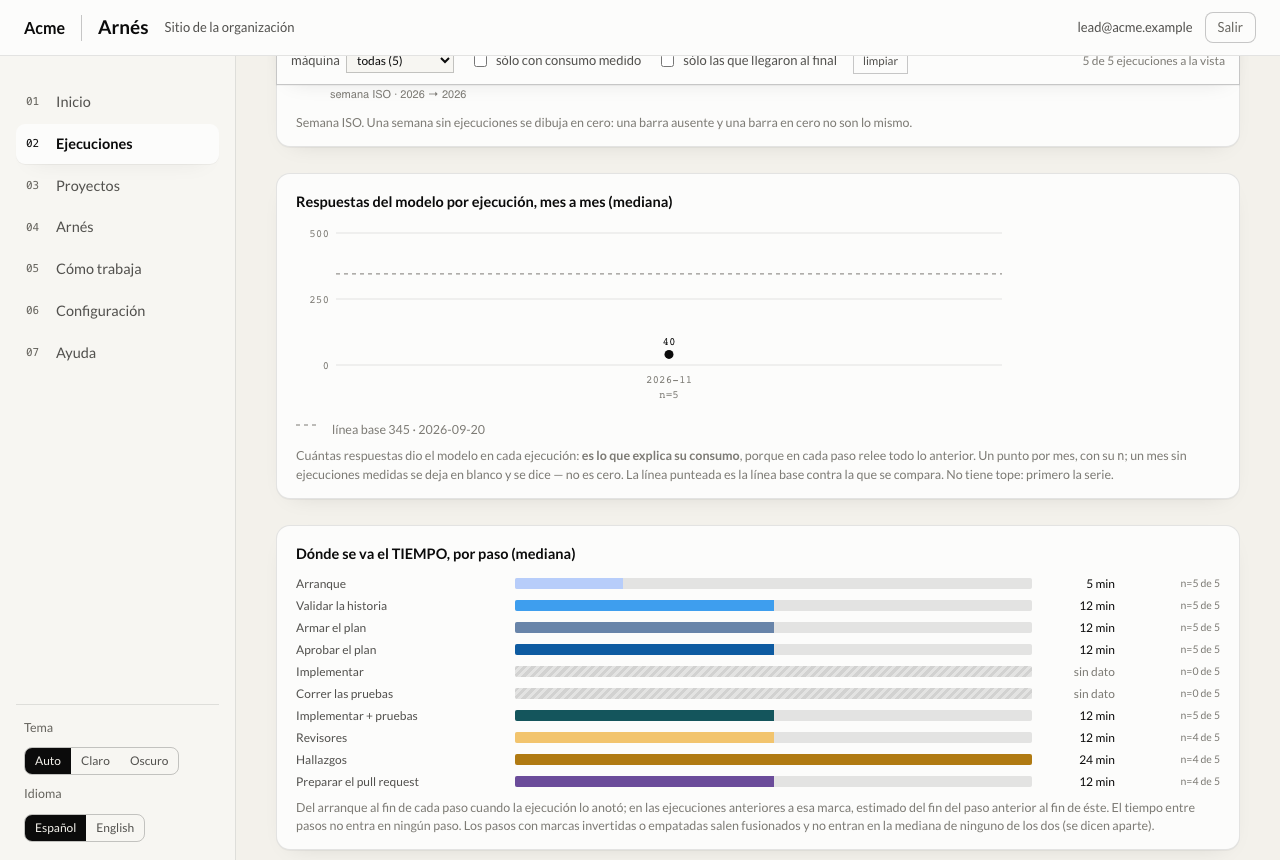 Acme
Arnés
Sitio de la organización
lead@acme.example
Salir
01 Inicio
02 Ejecuciones
03 Proyectos
04 Arnés
05 Cómo trabaja
06 Configuración
07 Ayuda
Tema
Auto Claro Oscuro
Idioma
Español English
máquina todas (5) sólo con consumo medido sólo las que llegaron al final limpiar 5 de 5 ejecuciones a la vista
semana ISO · 2026 → 2026
Semana ISO. Una semana sin ejecuciones se dibuja en cero: una barra ausente y una barra en cero no son lo mismo.
Respuestas del modelo por ejecución, mes a mes (mediana)
500
250
40
0
2026-11
n=5
línea base 345 · 2026-09-20
Cuántas respuestas dio el modelo en cada ejecución: es lo que explica su consumo, porque en cada paso relee todo lo anterior. Un punto por mes, con su n; un mes sin
ejecuciones medidas se deja en blanco y se dice — no es cero. La línea punteada es la línea base contra la que se compara. No tiene tope: primero la serie.
Dónde se va el TIEMPO, por paso (mediana)
Arranque 5 min n=5 de 5
Validar la historia 12 min n=5 de 5
Armar el plan 12 min n=5 de 5
Aprobar el plan 12 min n=5 de 5
Implementar sin dato n=0 de 5
Correr las pruebas sin dato n=0 de 5
Implementar + pruebas 12 min n=5 de 5
Revisores 12 min n=4 de 5
Hallazgos 24 min n=4 de 5
Preparar el pull request 12 min n=4 de 5
Del arranque al fin de cada paso cuando la ejecución lo anotó; en las ejecuciones anteriores a esa marca, estimado del fin del paso anterior al fin de éste. El tiempo entre
pasos no entra en ningún paso. Los pasos con marcas invertidas o empatadas salen fusionados y no entran en la mediana de ninguno de los dos (se dicen aparte).